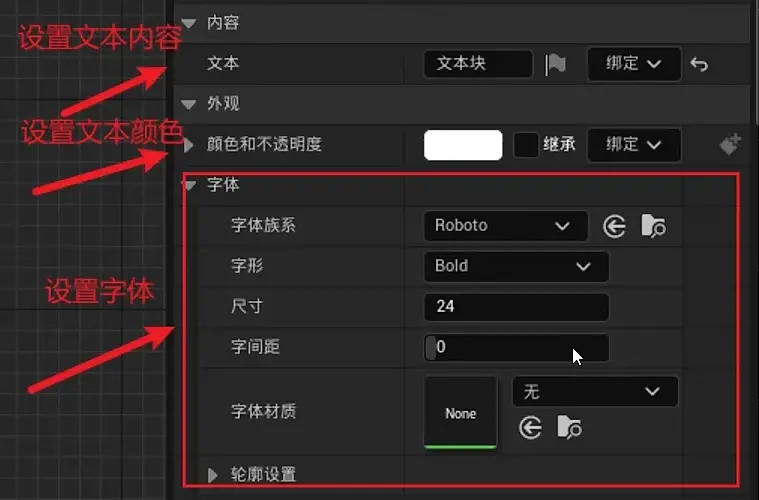 内容
设置文本内容
文本 文本块 绑定
外观
设置文本颜色
颜色和不透明度 继承 绑定
字体
字体族系 Roboto
字形 Bold
设置字体
尺寸 24
字间距 0
字体材质 None 无
轮廓设置